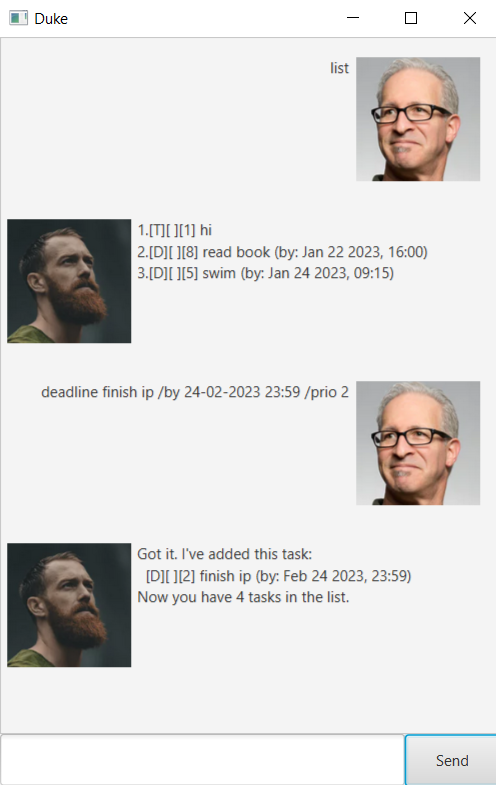 Duke
list
1.[T][ ][1] hi
2.[D][ ][8] read book (by: Jan 22 2023, 16:00)
3.[D][ ][5] swim (by: Jan 24 2023, 09:15)
deadline finish ip /by 24-02-2023 23:59 /prio 2
Got it. I've added this task:
[D][ ][2] finish ip (by: Feb 24 2023, 23:59)
Now you have 4 tasks in the list.
Send